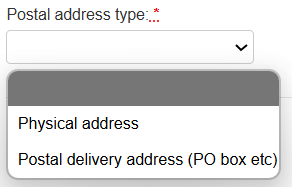 Postal address type: *
Physical address
Postal delivery address (PO box etc)